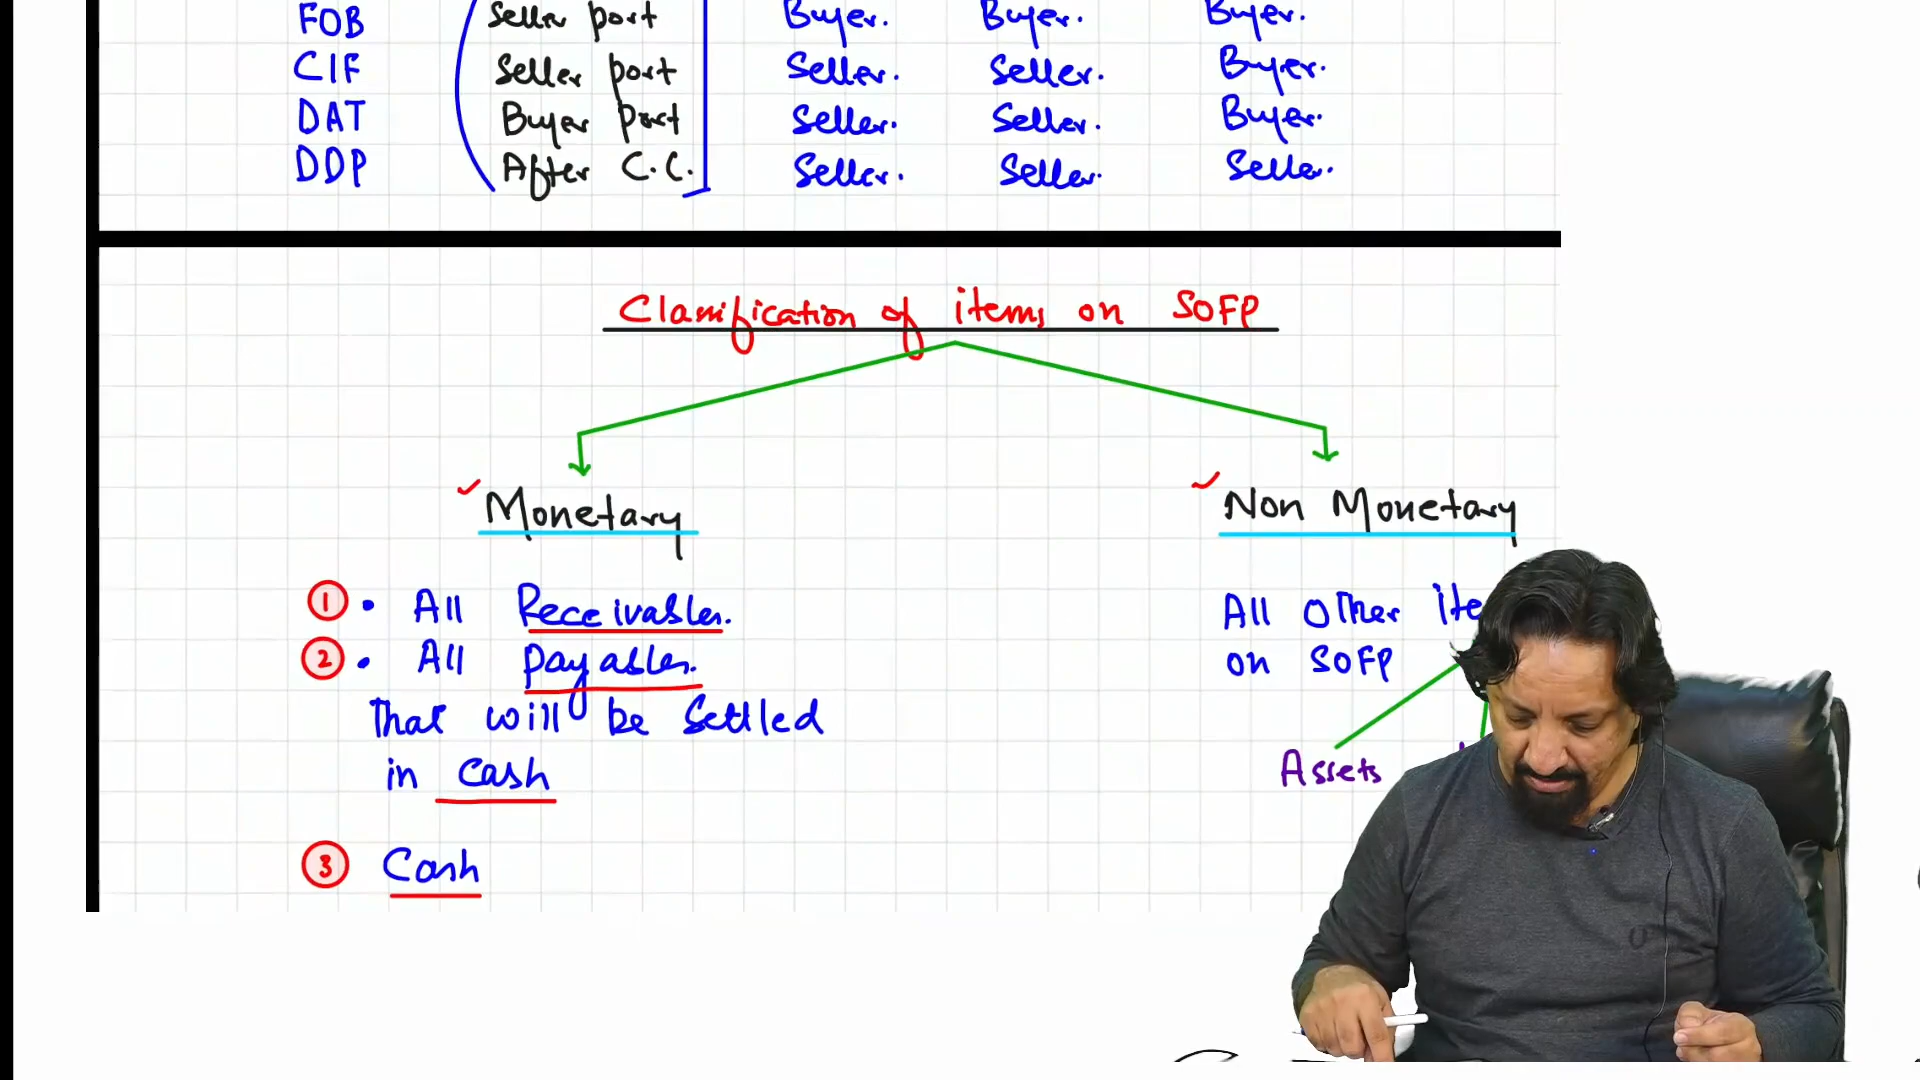 FOB Seller port Buyer. Buyer. Buyer.
CIF Seller port Seller. Seller. Buyer.
DAT Buyer Port Seller. Seller. Buyer.
DDP After C.C. Seller. Seller. Seller.
Classification of items on SOFP
Monetary
Non Monetary
1 • All Receivables.
2 • All payables.
That will be Settled
in cash
3 Cash
All Other
on SOFP
Assets